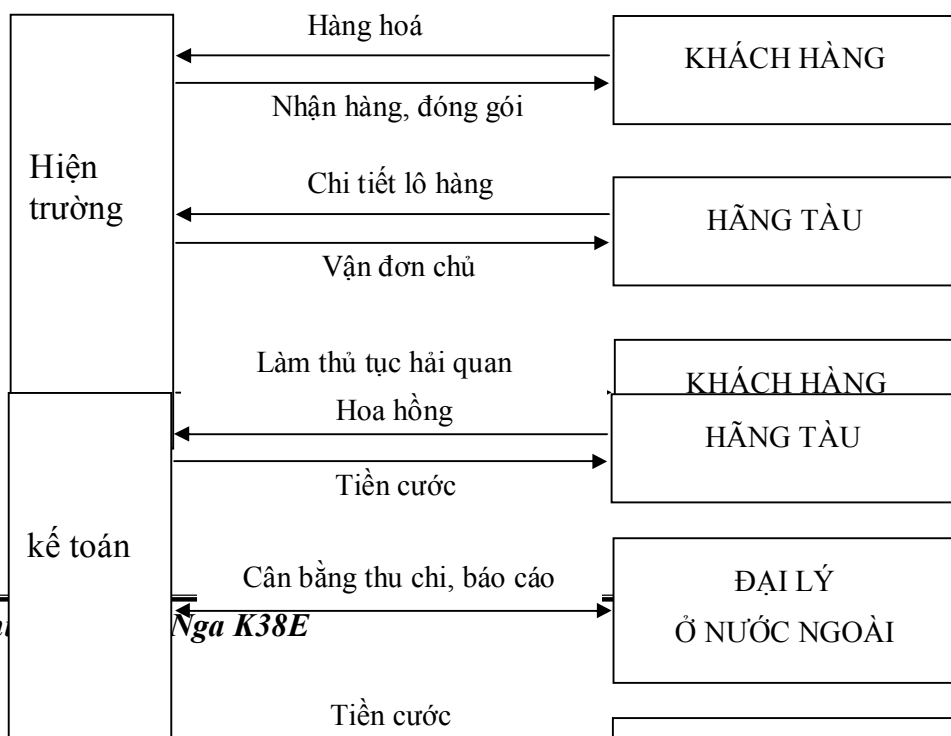 Hàng hoá
KHÁCH HÀNG
Nhận hàng, đóng gói
Hiện
trường
Chi tiết lô hàng
HÃNG TÀU
Vận đơn chủ
Làm thủ tục hải quan
KHÁCH HÀNG
Hoa hồng
HÃNG TÀU
Tiền cước
kế toán
Cân bằng thu chi, báo cáo
ĐẠI LÝ
Ở NƯỚC NGOÀI
Nga K38E
Tiền cước